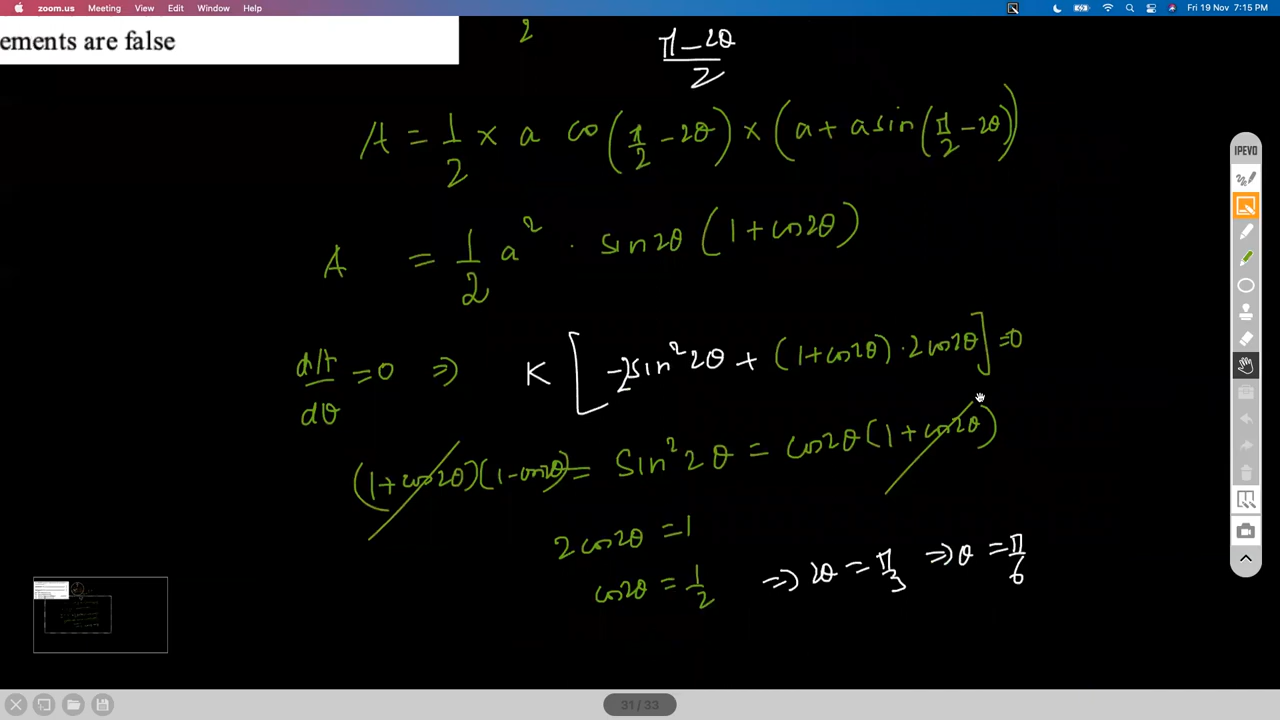 zoom.us Meeting View Edit Window Help Fri 19 Nov 7:15 PM
ements are false
2
π-2θ/2
A = 1/2 × a co(π/2-2θ) × (a + a sin(π/2-2θ))
A = 1/2 a² · sin2θ (1+cos2θ)
IPEVO
dA/dθ = 0 ⇒ K [-2sin²2θ + (1+cos2θ)·2cos2θ] = 0
(1+cos2θ)(1-cos2θ) = Sin²2θ = cos2θ(1+cos2θ)
2cos2θ = 1
cos2θ = 1/2 ⇒ 2θ = π/3 ⇒ θ = π/6
31 / 33